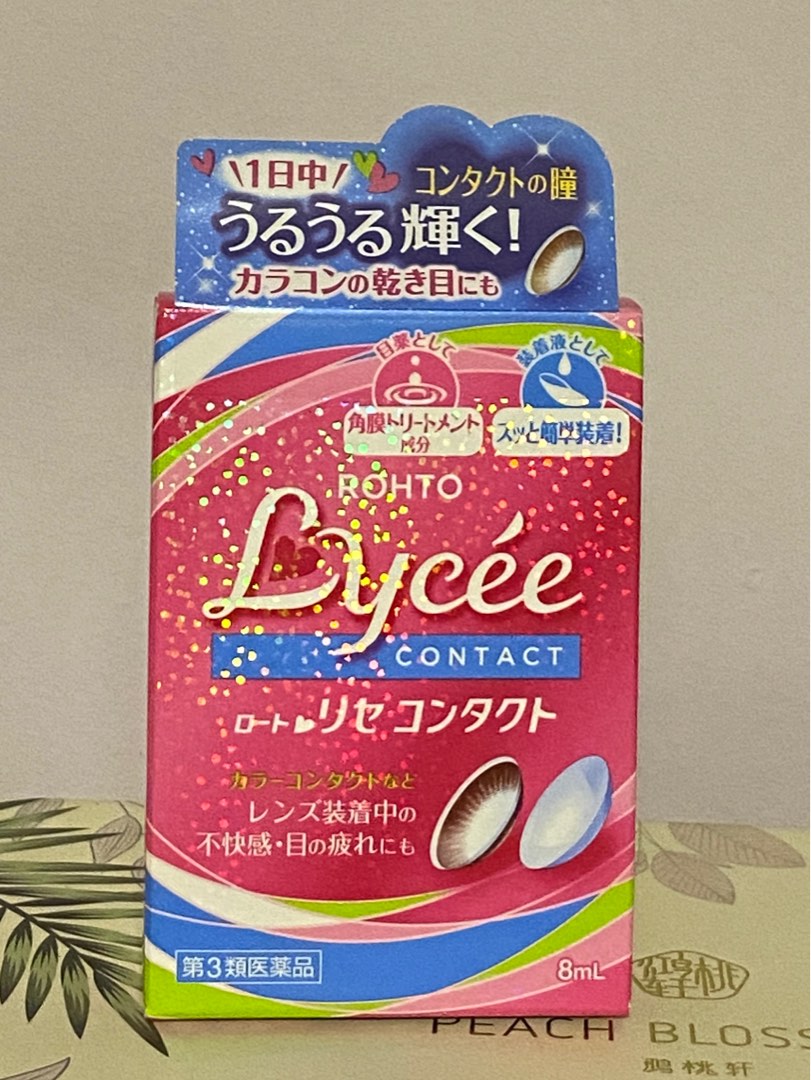 \1日中/
コンタクトの瞳
うるうる輝く!
カラコンの乾き目にも
目薬として
角膜トリートメント
成分
装着液として
スッと簡単装着!
ROHTO
Lycée
CONTACT
ロートリセ コンタクト
カラーコンタクトなど
レンズ装着中の
不快感・目の疲れにも
第3類医薬品
8mL
PEACH BLOSS
桃轩